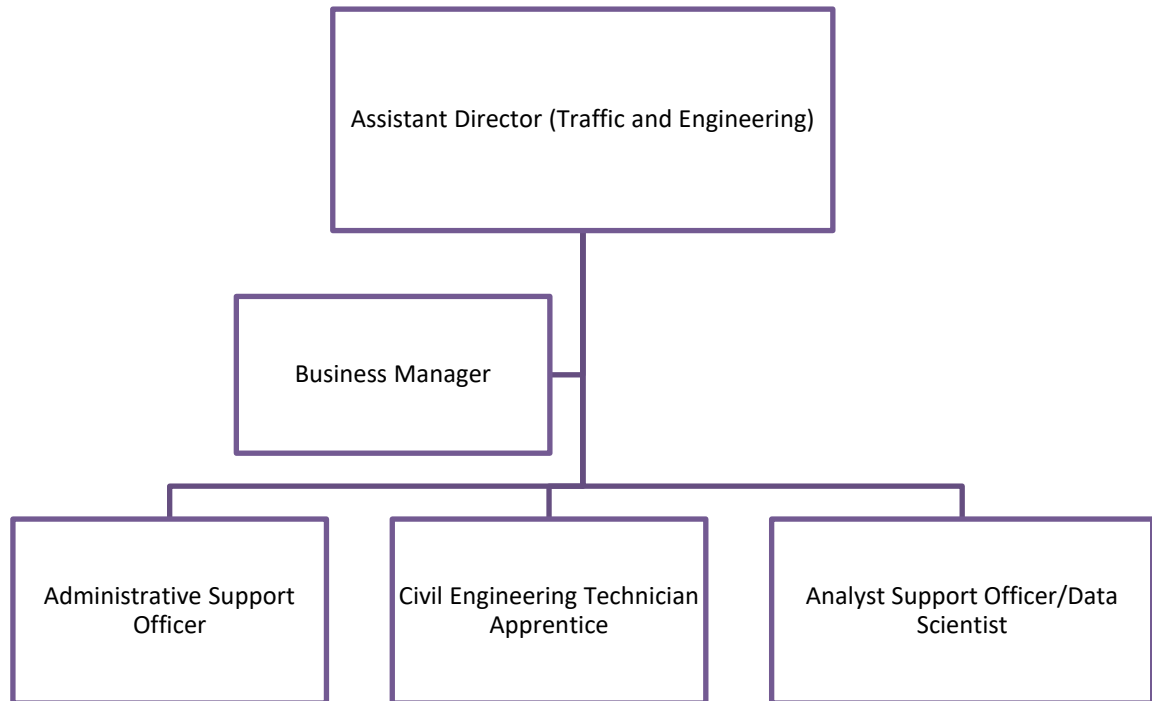 Assistant Director (Traffic and Engineering)
Business Manager
Administrative Support
Officer
Civil Engineering Technician
Apprentice
Analyst Support Officer/Data
Scientist